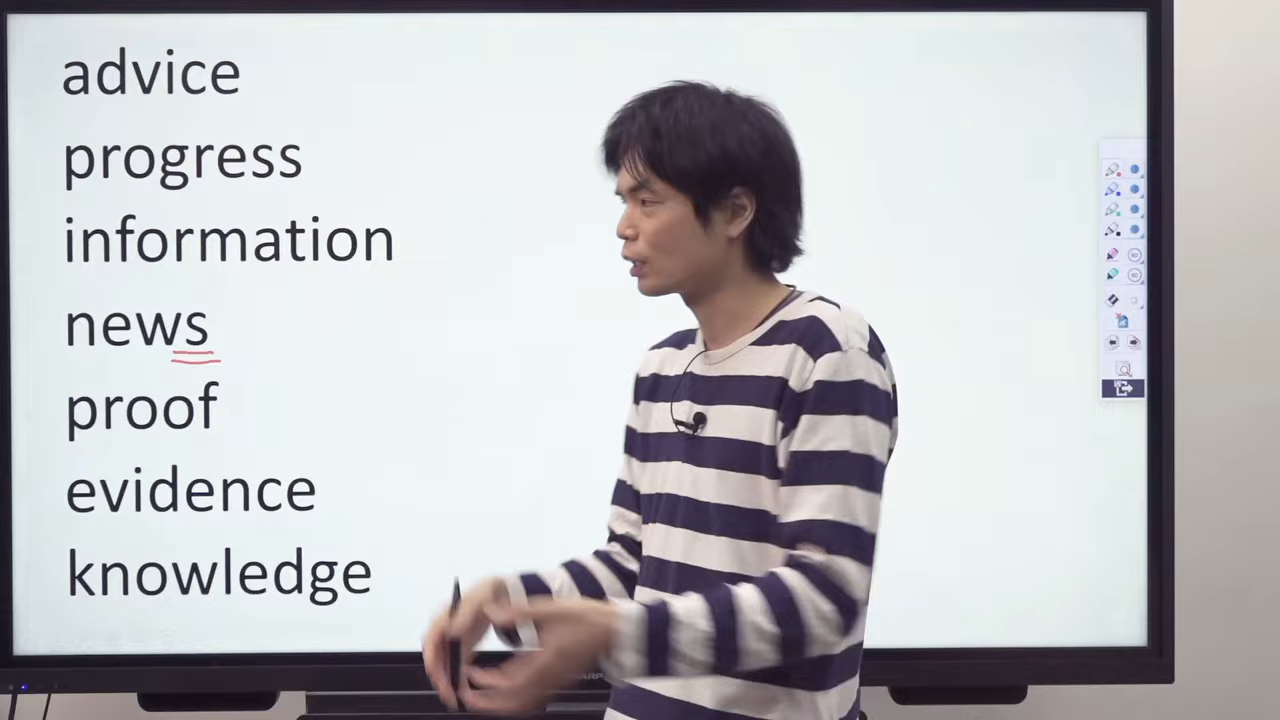 advice
progress
information
news
proof
evidence
knowledge